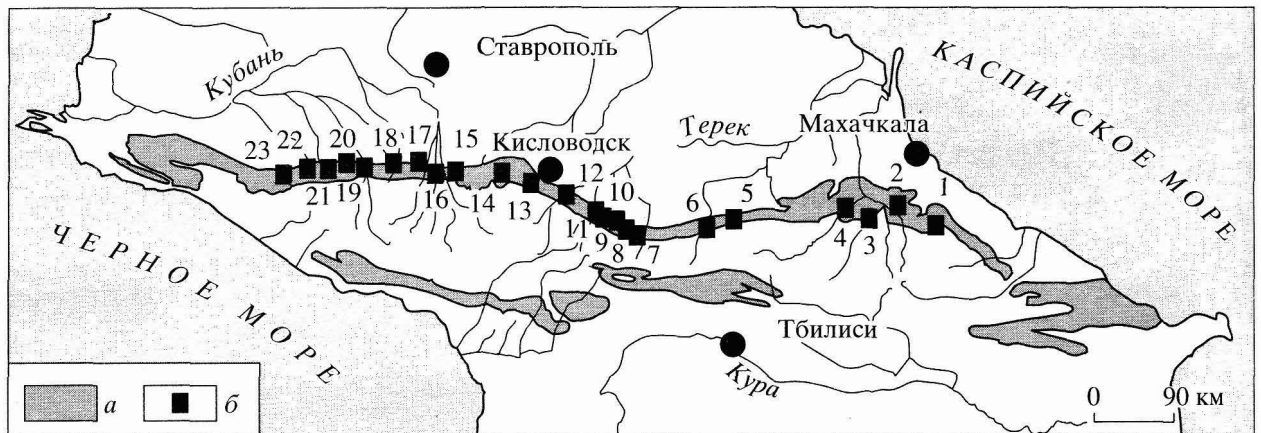 Ставрополь
Кубань
КАСПИЙСКОЕ МОРЕ
Терек
Махачкала
Кисловодск
23 22 20 18 17 15
21 19 16 14 13 12
11 10 9 8 7
6 5 4 3 2 1
ЧЕРНОЕ МОРЕ
Тбилиси
Кура
а б
0 90 км